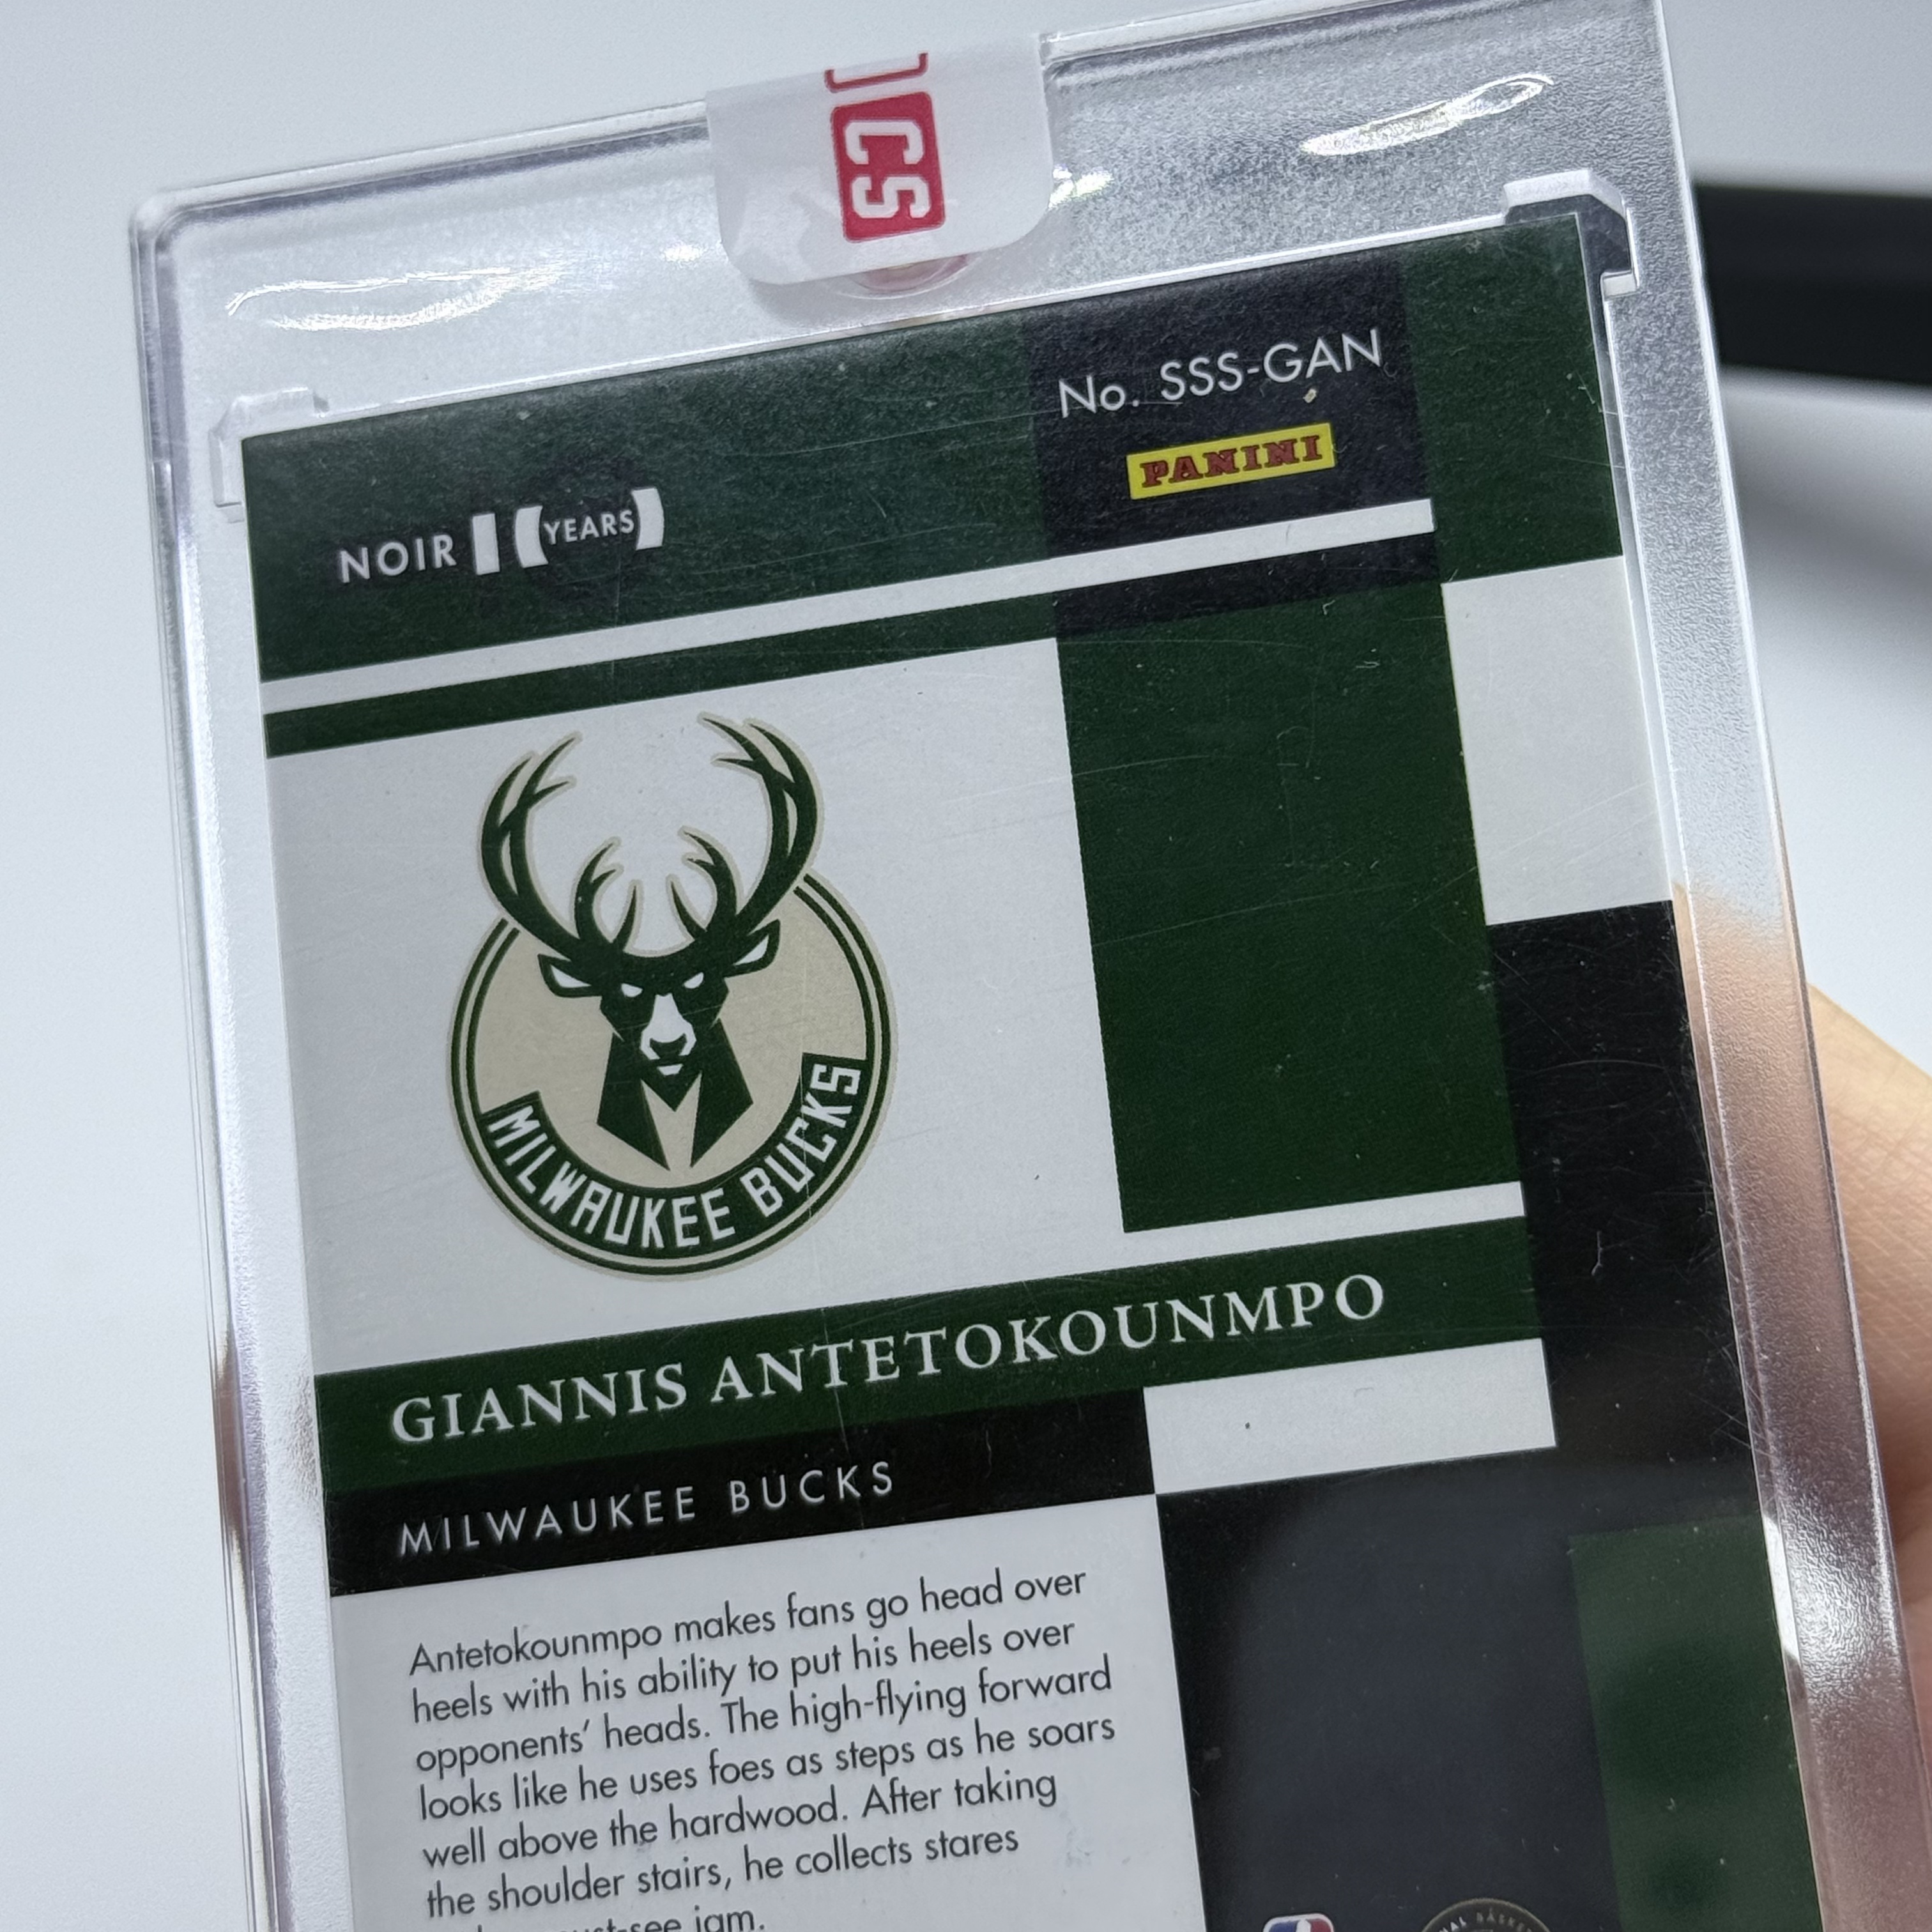 CS
No. SSS-GAN
PANINI
NOIR 10 (YEARS)
MILWAUKEE BUCKS
GIANNIS ANTETOKOUNMPO
MILWAUKEE BUCKS
Antetokounmpo makes fans go head over
heels with his ability to put his heels over
opponents' heads. The high-flying forward
looks like he uses foes as steps as he soars
well above the hardwood. After taking
the shoulder stairs, he collects stares
jam.